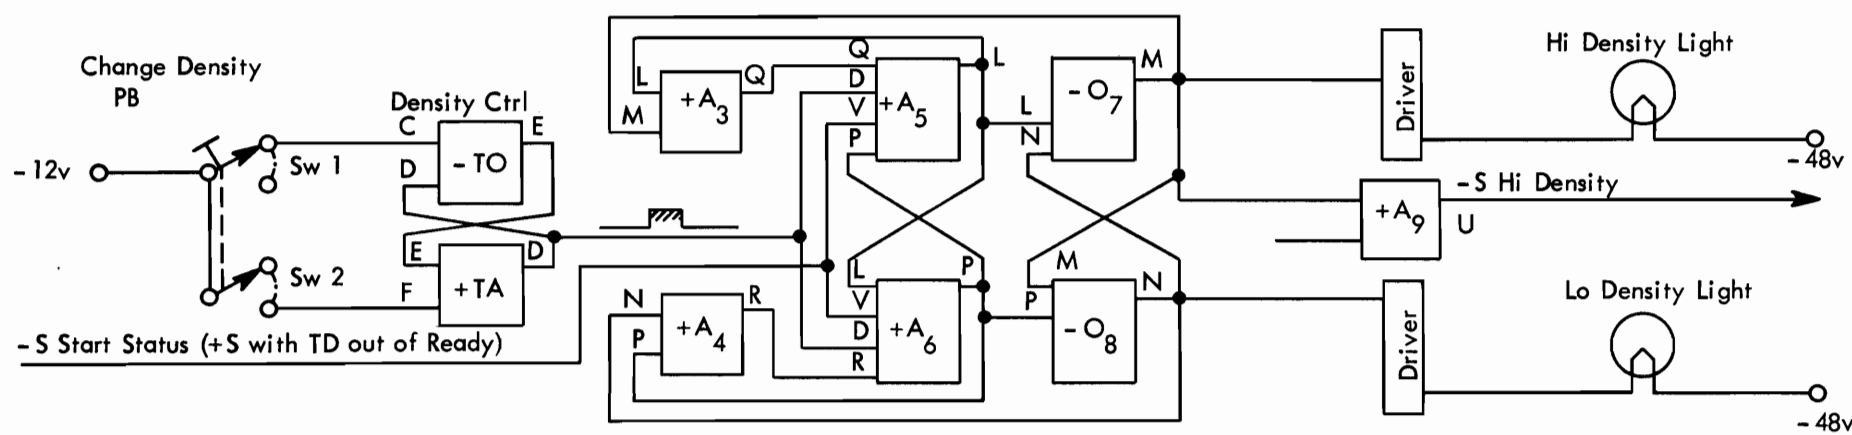 Change Density
PB
-12v
Sw 1
Sw 2
Density Ctrl
C
D
- TO
E
E
F
+TA
D
-S Start Status (+S with TD out of Ready)
L
M
+A3
Q
N
P
+A4
R
Q
D
V
P
+A5
L
L
V
D
R
+A6
P
L
N
- O7
M
M
P
- O8
N
Driver
Hi Density Light
-48v
+A9
-S Hi Density
U
Driver
Lo Density Light
-48v